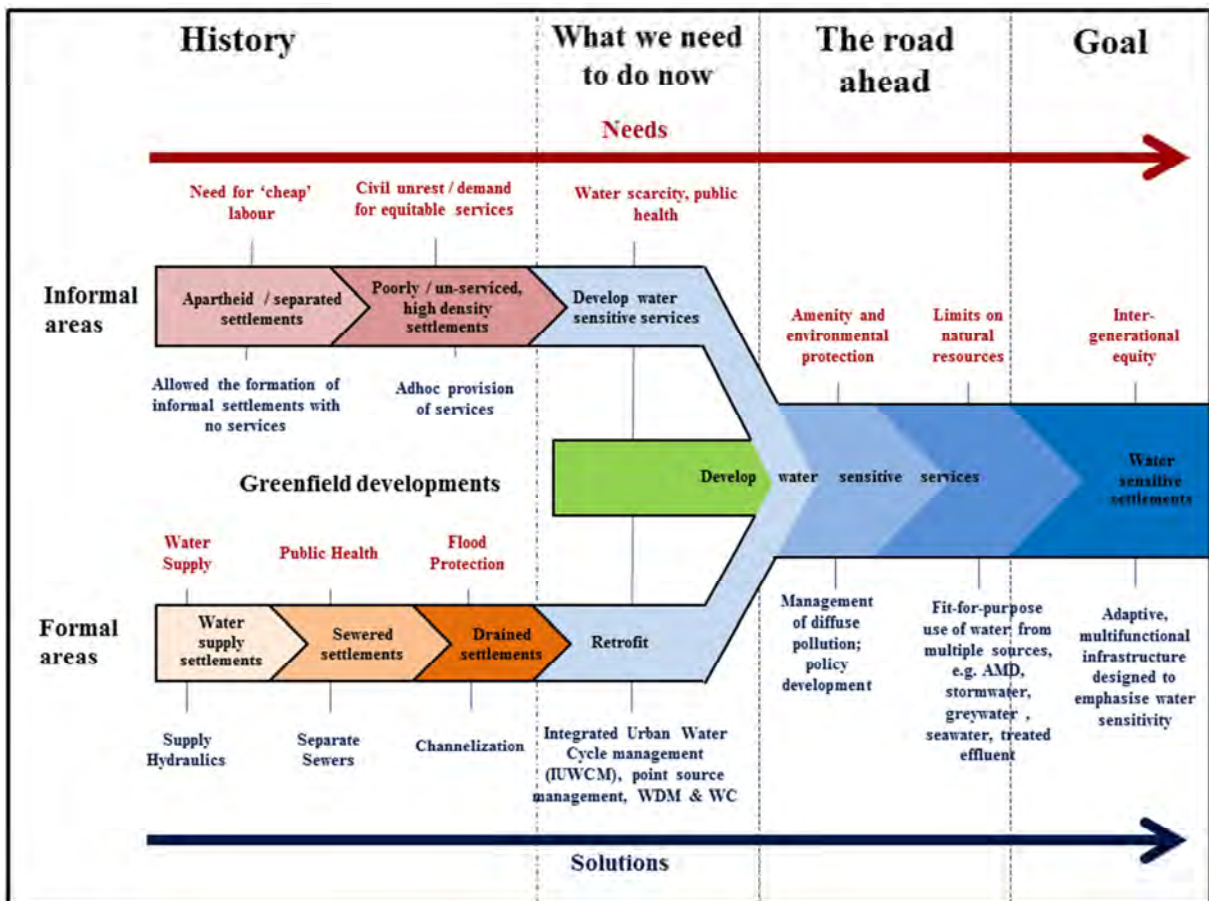 History
What we need
to do now
The road
ahead
Goal
Needs
Need for ‘cheap’
labour
Civil unrest / demand
for equitable services
Water scarcity, public
health
Informal
areas
Apartheid / separated
settlements
Poorly / un-serviced,
high density
settlements
Develop water
sensitive services
Amenity and
environmental
protection
Limits on
natural
resources
Inter-
generational
equity
Allowed the formation of
informal settlements with
no services
Adhoc provision
of services
Greenfield developments
Develop water sensitive services
Water
sensitive
settlements
Water
Supply
Public Health
Flood
Protection
Formal
areas
Water
supply
settlements
Sewered
settlements
Drained
settlements
Retrofit
Management
of diffuse
pollution;
policy
development
Fit-for-purpose
use of water, from
multiple sources,
e.g. AMD,
stormwater,
greywater ,
seawater, treated
effluent
Adaptive,
multifunctional
infrastructure
designed to
emphasise water
sensitivity
Supply
Hydraulics
Separate
Sewers
Channelization
Integrated Urban Water
Cycle management
(IUWCM), point source
management, WDM & WC
Solutions